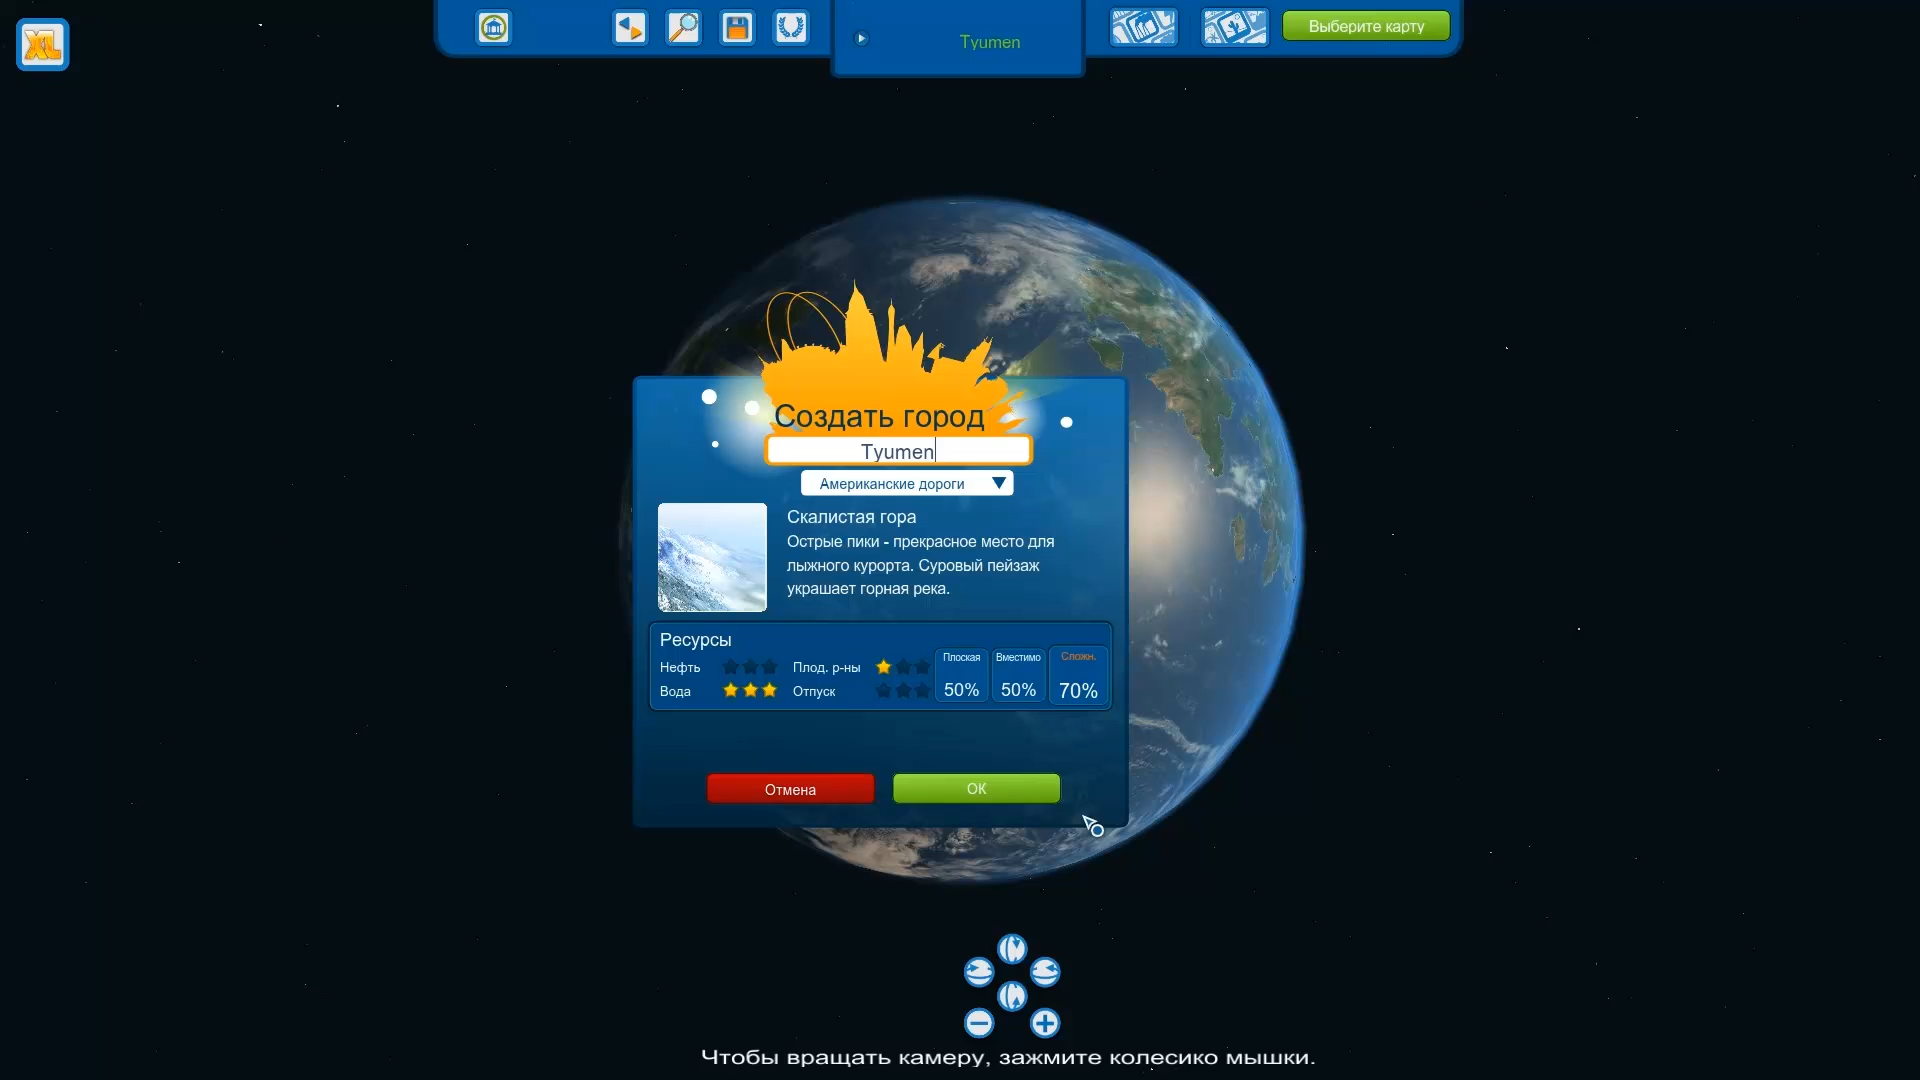 XL
Tyumen
Выберите карту
Создать город
Tyumen
Американские дороги
Скалистая гора
Острые пики - прекрасное место для
лыжного курорта. Суровый пейзаж
украшает горная река.
Ресурсы
Нефть
Плод. р-ны
Плоская
Вместимо
Сложн.
Вода
Отпуск
50%
50%
70%
Отмена
ОК
Чтобы вращать камеру, зажмите колесико мышки.